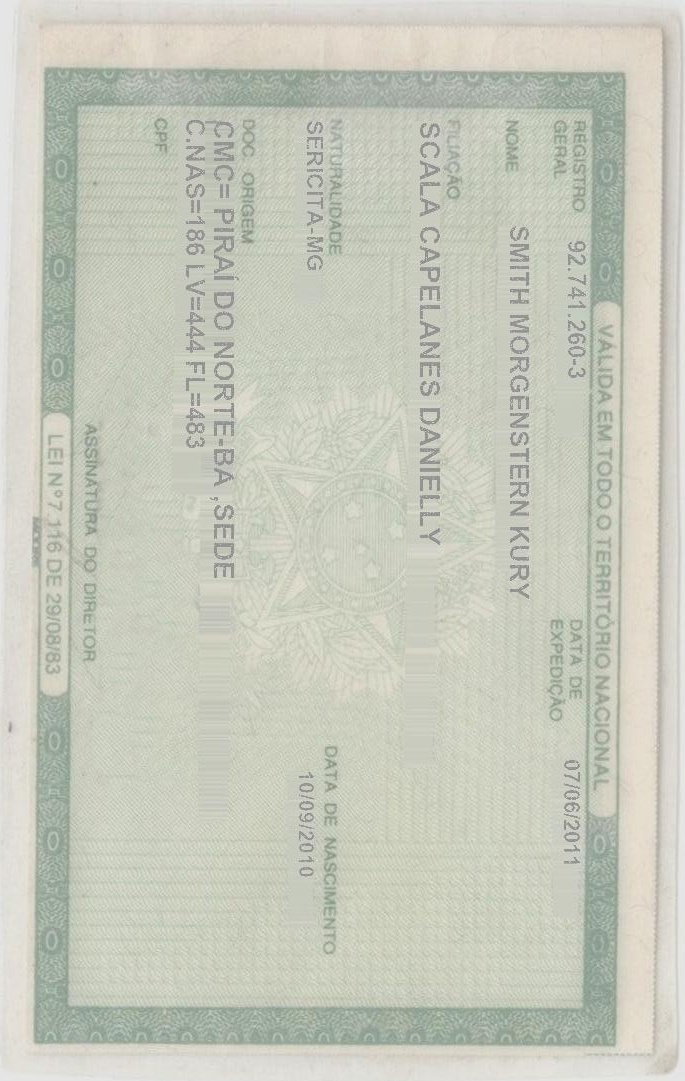 VÁLIDA EM TODO O TERRITÓRIO NACIONAL
REGISTRO GERAL 92.741.260-3 DATA DE EXPEDIÇÃO 07/06/2011
NOME SMITH MORGENSTERN KURY
FILIAÇÃO
SCALA CAPELANES DANIELLY
NATURALIDADE DATA DE NASCIMENTO
SERICITA-MG 10/09/2010
DOC. ORIGEM
CMC= PIRAÍ DO NORTE-BA ,SEDE
C.NAS=186 LV=444 FL=483
CPF
ASSINATURA DO DIRETOR
LEI Nº 7.116 DE 29/08/83